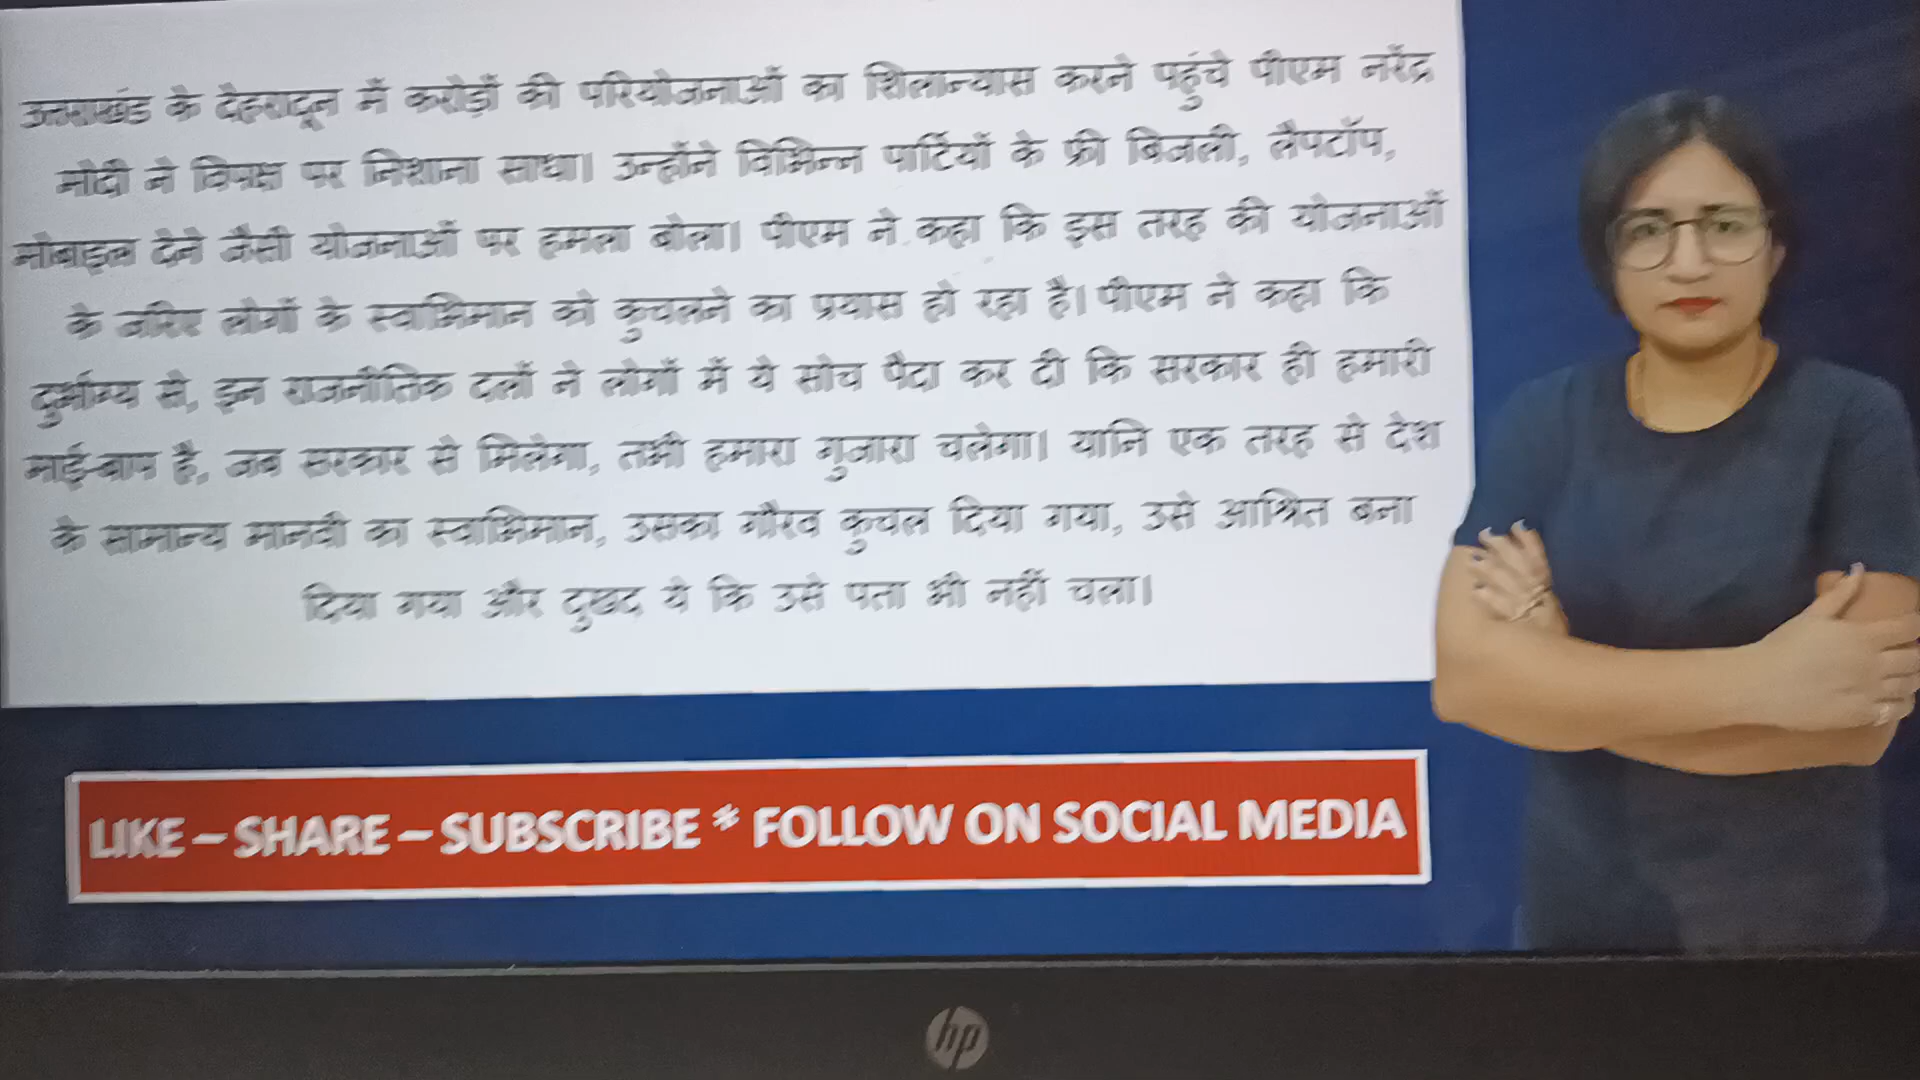 उत्तराखंड के देहरादून में करोड़ों की परियोजनाओं का शिलान्यास करने पहुंचे पीएम नरेंद्र
मोदी ने विपक्ष पर निशाना साधा। उन्होंने विभिन्न पार्टियों के फ्री बिजली, लैपटॉप,
मोबाइल देने जैसी योजनाओं पर हमला बोला। पीएम ने कहा कि इस तरह की योजनाओं
के जरिए लोगों के स्वाभिमान को कुचलने का प्रयास हो रहा है। पीएम ने कहा कि
दुर्भाग्य से, इन राजनीतिक दलों ने लोगों में ये सोच पैदा कर दी कि सरकार ही हमारी
माई-बाप है, जब सरकार से मिलेगा, तभी हमारा गुजारा चलेगा। यानि एक तरह से देश
के सामान्य मानवी का स्वाभिमान, उसका गौरव कुचल दिया गया, उसे आश्रित बना
दिया गया और दुखद ये कि उसे पता भी नहीं चला।
LIKE – SHARE – SUBSCRIBE * FOLLOW ON SOCIAL MEDIA
hp